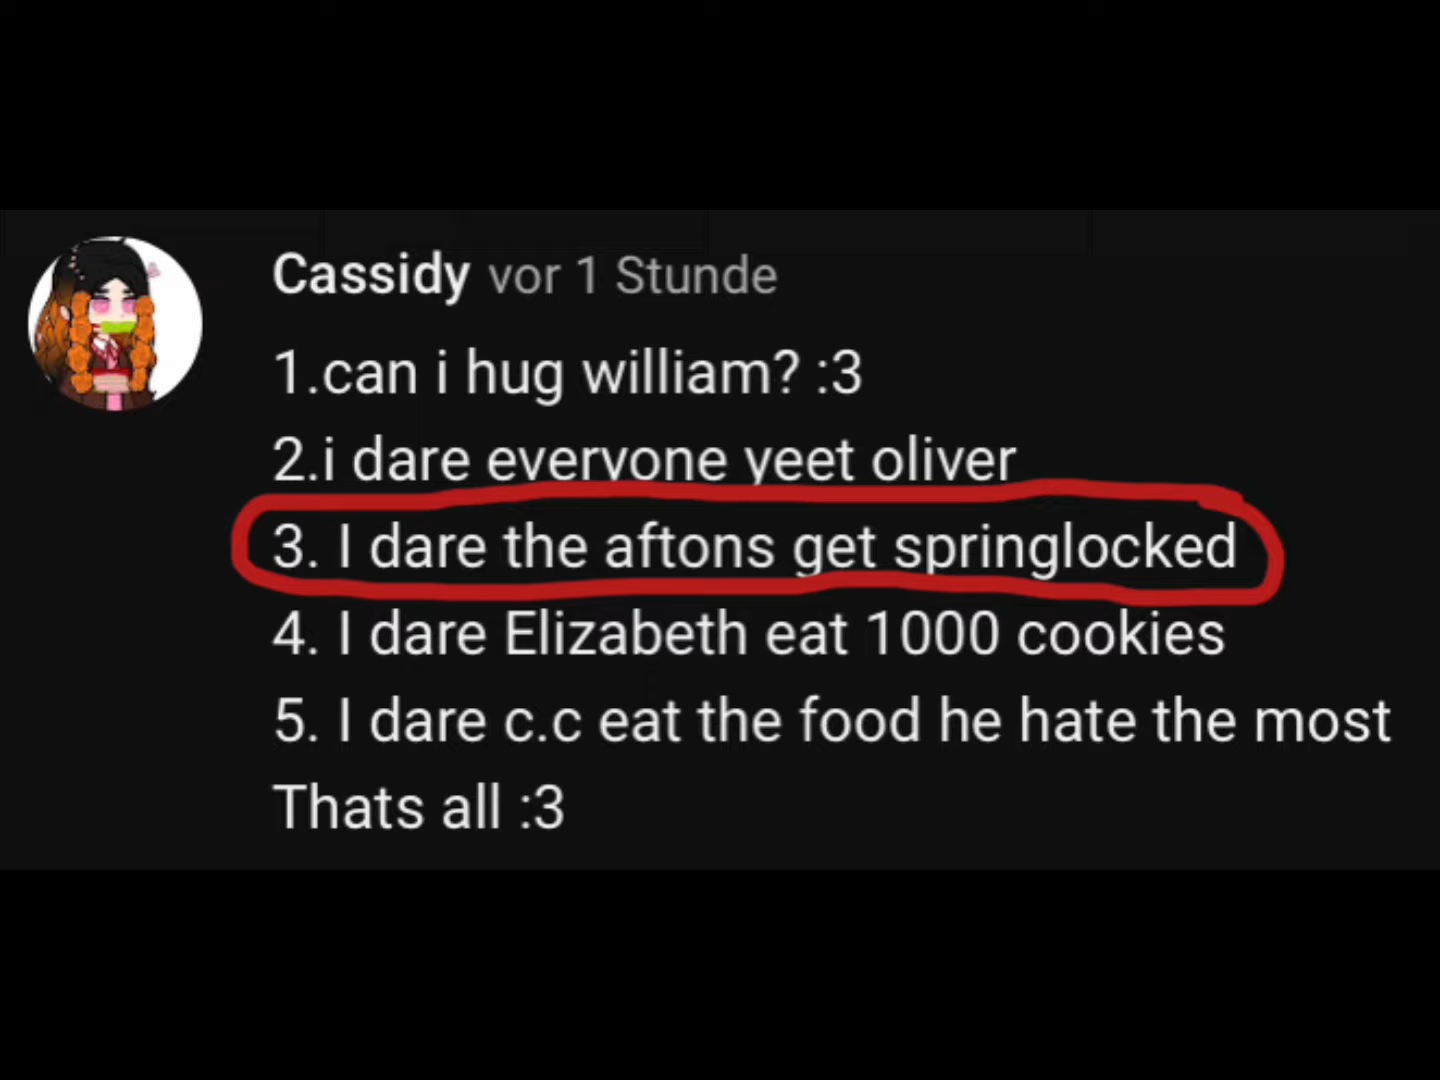 Cassidy vor 1 Stunde
1.can i hug william? :3
2.i dare everyone yeet oliver
3. I dare the aftons get springlocked
4. I dare Elizabeth eat 1000 cookies
5. I dare c.c eat the food he hate the most
Thats all :3